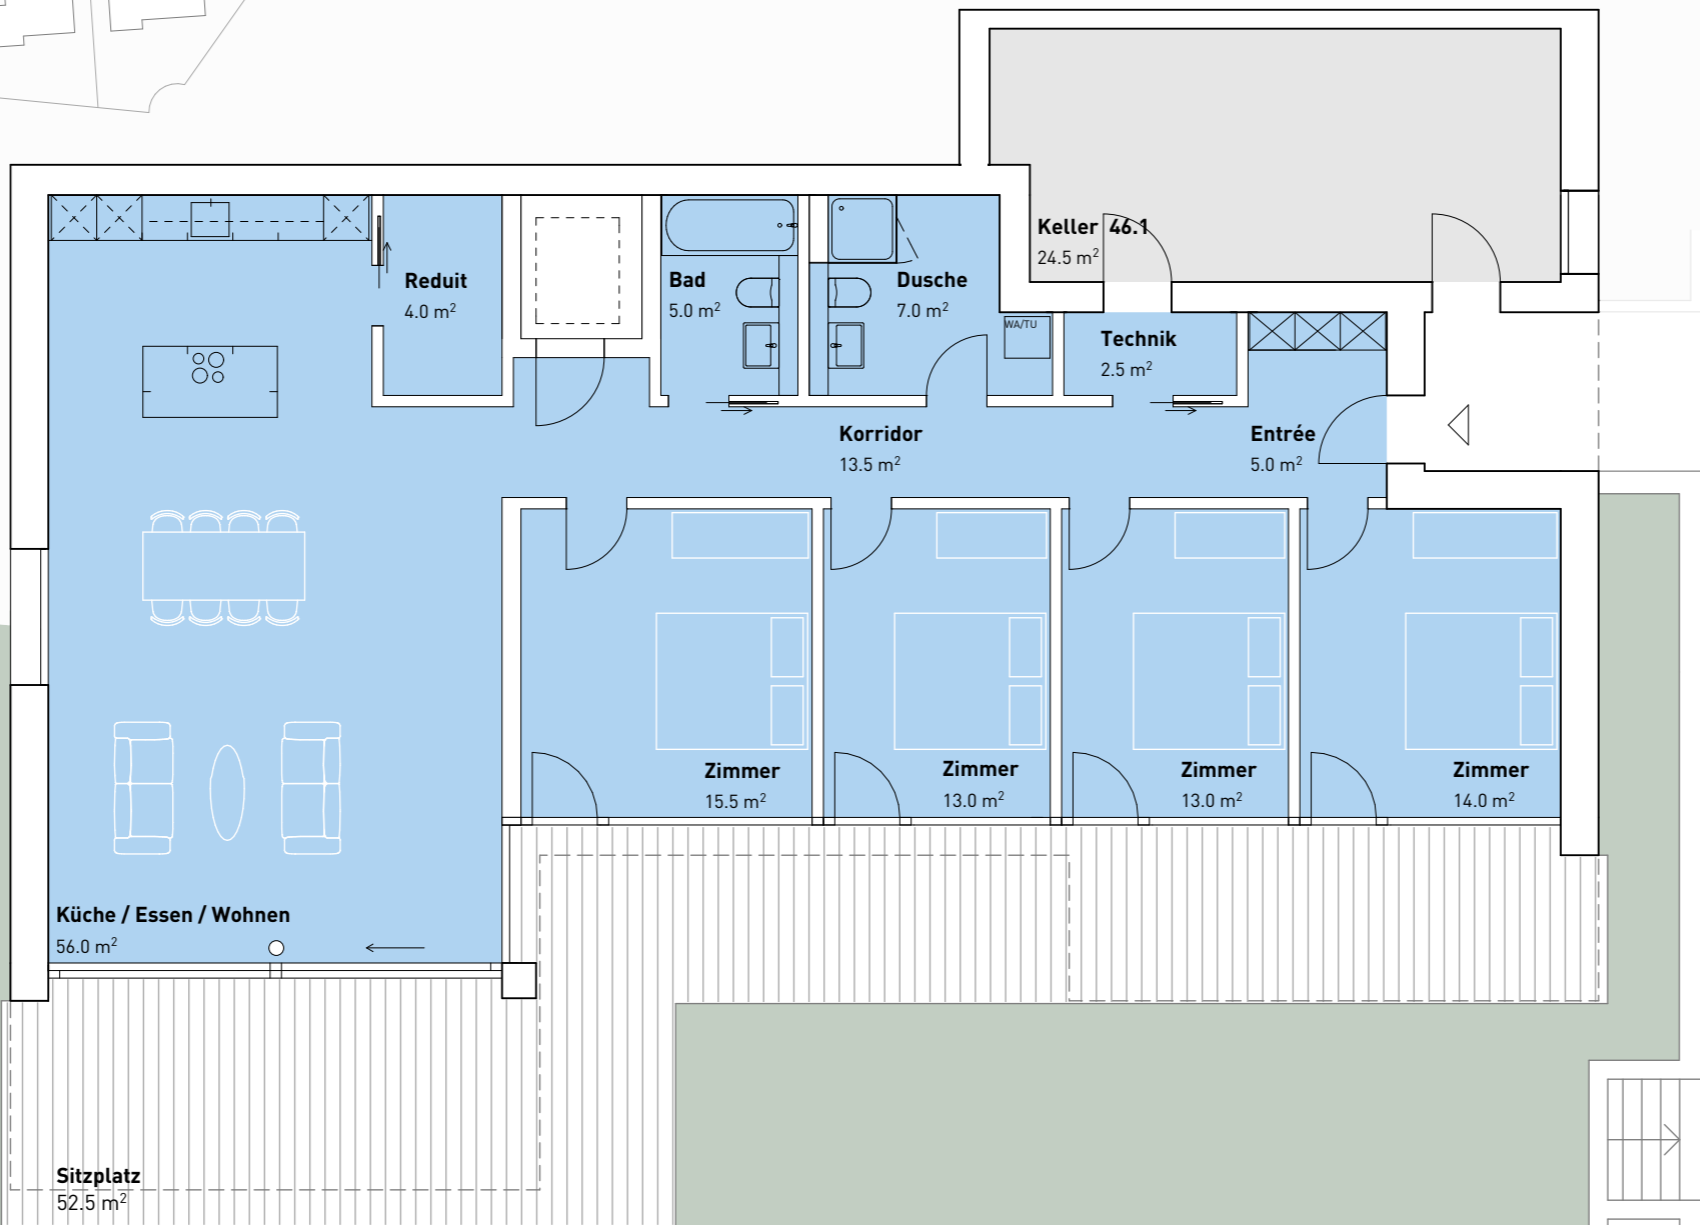 Keller 46.1
24.5 m²
Reduit
4.0 m²
Bad
5.0 m²
Dusche
7.0 m²
WA/TU
Technik
2.5 m²
Korridor
13.5 m²
Entrée
5.0 m²
Zimmer
15.5 m²
Zimmer
13.0 m²
Zimmer
13.0 m²
Zimmer
14.0 m²
Küche / Essen / Wohnen
56.0 m²
Sitzplatz
52.5 m²